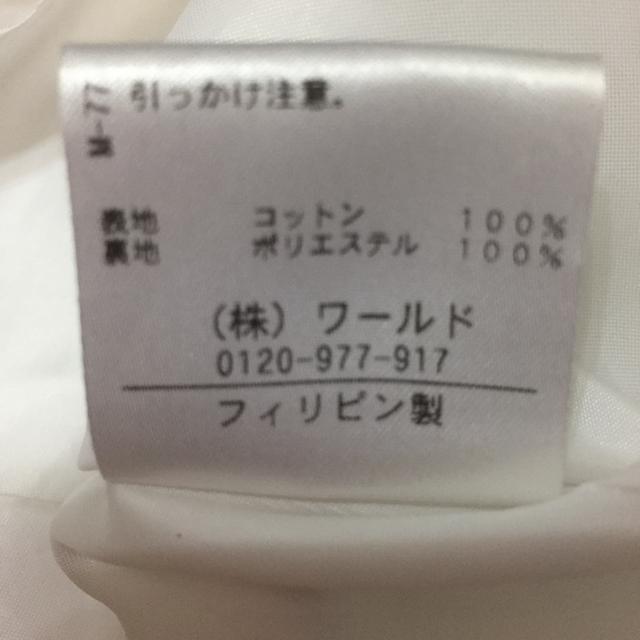 引っかけ注意。
M-77
表地 コットン 100%
裏地 ポリエステル 100%
(株) ワールド
0120-977-917
フィリピン製